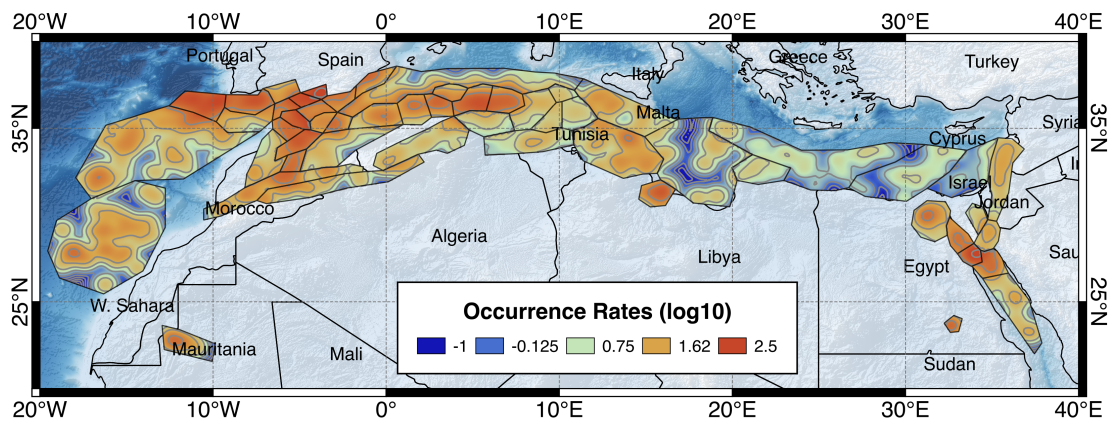 20°W 10°W 0° 10°E 20°E 30°E 40°E
Portugal Spain Italy Greece Turkey
35°N Malta Tunisia Cyprus Syria 35°N
Israel
Morocco Jordan
Algeria Libya Egypt Sau
25°N W. Sahara 25°N
Mauritania Mali Sudan
Occurrence Rates (log10)
-1 -0.125 0.75 1.62 2.5
20°W 10°W 0° 10°E 20°E 30°E 40°E